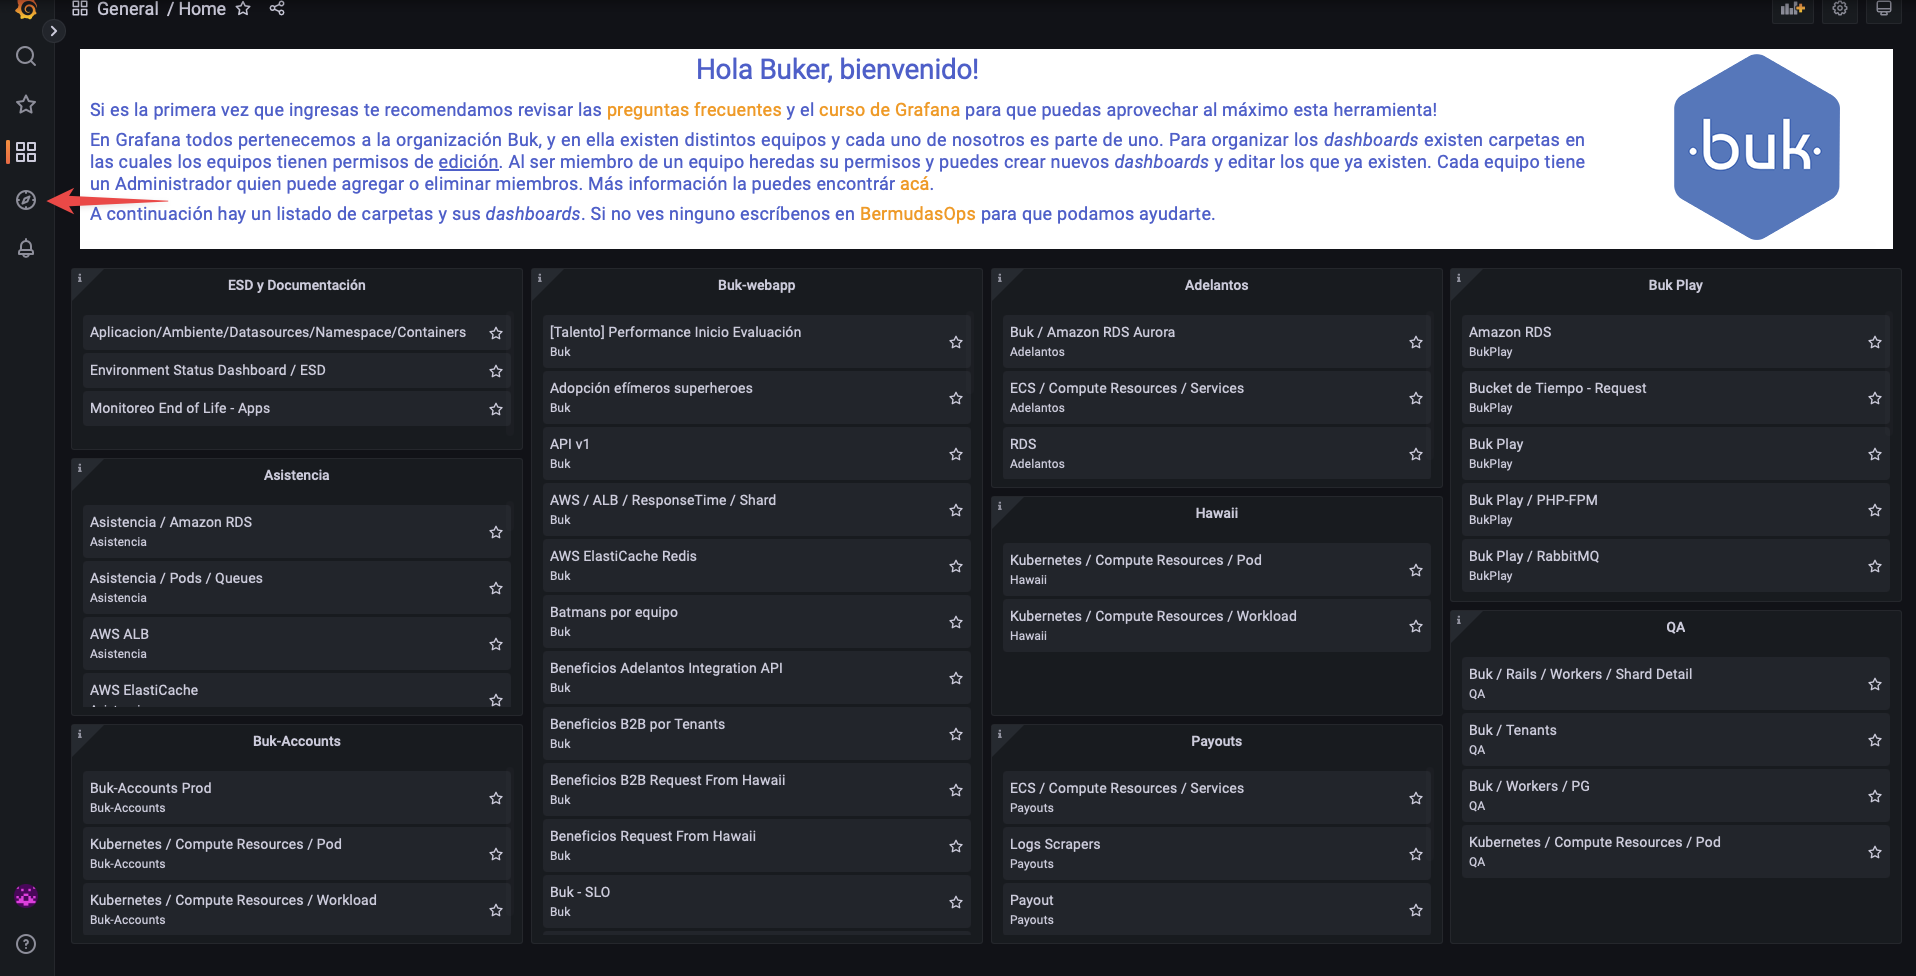 General / Home
Hola Buker, bienvenido!
Si es la primera vez que ingresas te recomendamos revisar las preguntas frecuentes y el curso de Grafana para que puedas aprovechar al máximo esta herramienta!
En Grafana todos pertenecemos a la organización Buk, y en ella existen distintos equipos y cada uno de nosotros es parte de uno. Para organizar los dashboards existen carpetas en
las cuales los equipos tienen permisos de edición. Al ser miembro de un equipo heredas su permisos y puedes crear nuevos dashboards y editar los que ya existen. Cada equipo tiene
un Administrador quien puede agregar o eliminar miembros. Más información la puedes encontrár acá.
A continuación hay un listado de carpetas y sus dashboards. Si no ves ninguno escríbenos en BermudasOps para que podamos ayudarte.
·buk·
ESD y Documentación
Aplicacion/Ambiente/Datasources/Namespace/Containers
Environment Status Dashboard / ESD
Monitoreo End of Life - Apps
Asistencia
Asistencia / Amazon RDS
Asistencia
Asistencia / Pods / Queues
Asistencia
AWS ALB
Asistencia
AWS ElastiCache
Buk-Accounts
Buk-Accounts Prod
Buk-Accounts
Kubernetes / Compute Resources / Pod
Buk-Accounts
Kubernetes / Compute Resources / Workload
Buk-Accounts
Buk-webapp
[Talento] Performance Inicio Evaluación
Buk
Adopción efímeros superheroes
Buk
API v1
Buk
AWS / ALB / ResponseTime / Shard
Buk
AWS ElastiCache Redis
Buk
Batmans por equipo
Buk
Beneficios Adelantos Integration API
Buk
Beneficios B2B por Tenants
Buk
Beneficios B2B Request From Hawaii
Buk
Beneficios Request From Hawaii
Buk
Buk - SLO
Buk
Adelantos
Buk / Amazon RDS Aurora
Adelantos
ECS / Compute Resources / Services
Adelantos
RDS
Adelantos
Hawaii
Kubernetes / Compute Resources / Pod
Hawaii
Kubernetes / Compute Resources / Workload
Hawaii
Payouts
ECS / Compute Resources / Services
Payouts
Logs Scrapers
Payouts
Payout
Payouts
Buk Play
Amazon RDS
BukPlay
Bucket de Tiempo - Request
BukPlay
Buk Play
BukPlay
Buk Play / PHP-FPM
BukPlay
Buk Play / RabbitMQ
BukPlay
QA
Buk / Rails / Workers / Shard Detail
QA
Buk / Tenants
QA
Buk / Workers / PG
QA
Kubernetes / Compute Resources / Pod
QA